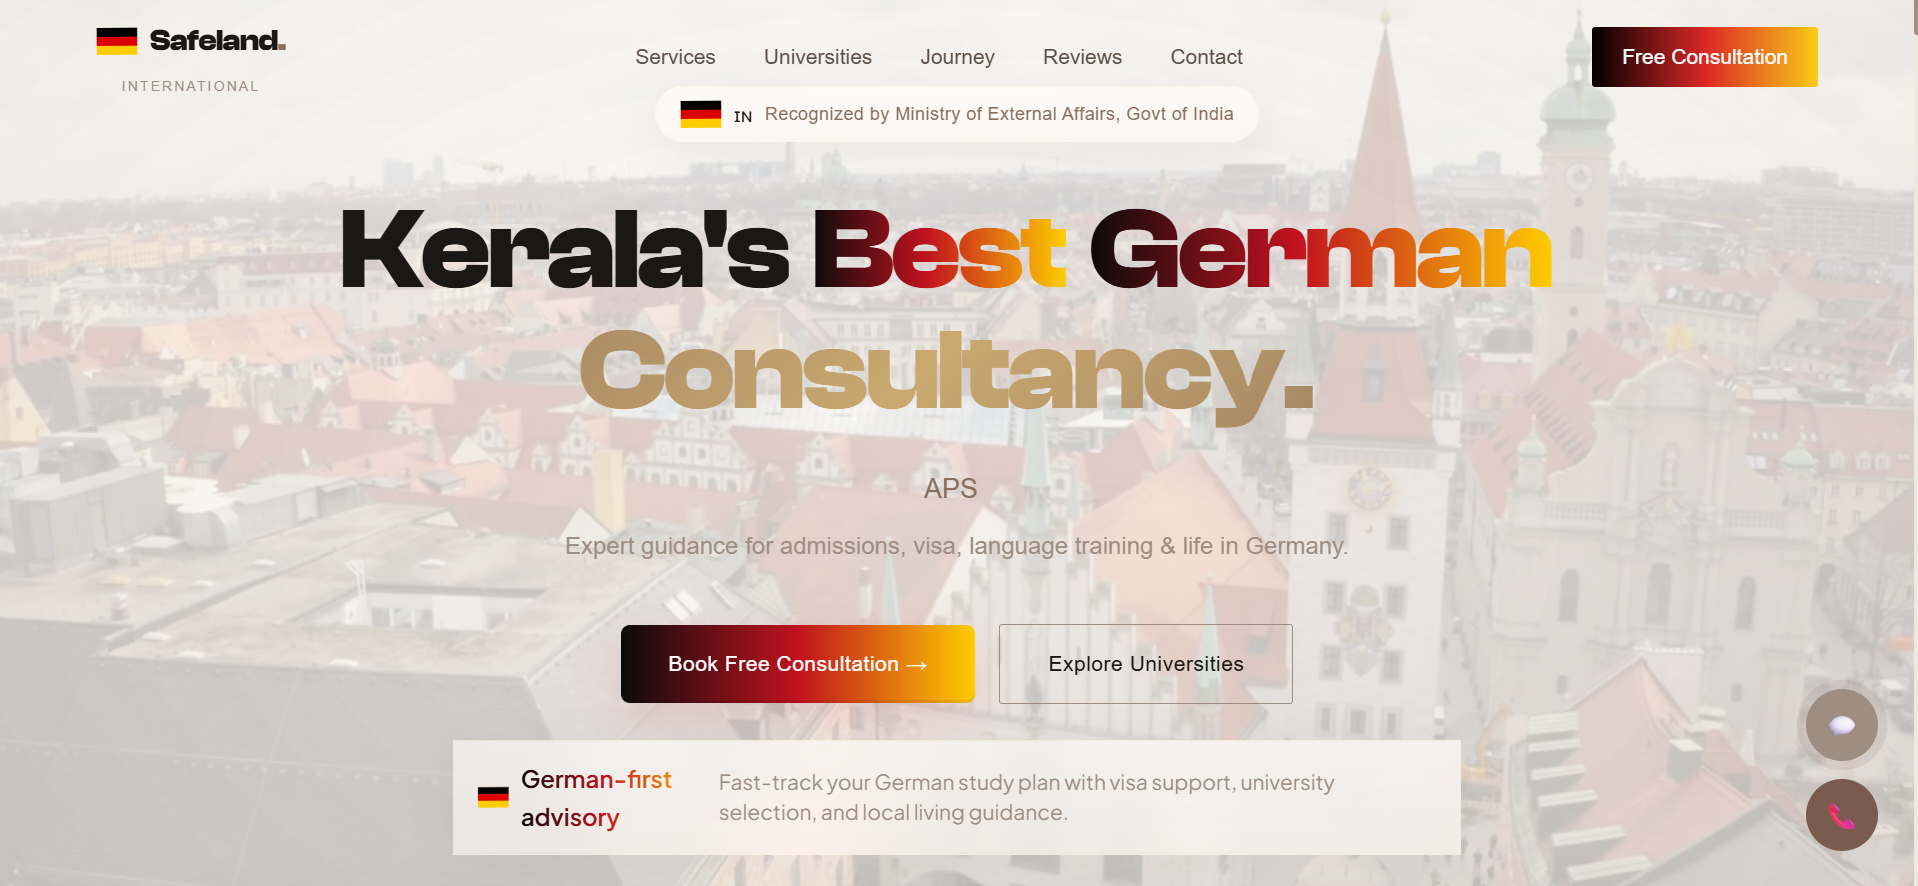 Safeland.
INTERNATIONAL
Services Universities Journey Reviews Contact
Free Consultation
IN Recognized by Ministry of External Affairs, Govt of India
Kerala's Best German
Consultancy.
APS
Expert guidance for admissions, visa, language training & life in Germany.
Book Free Consultation →
Explore Universities
German-first
advisory
Fast-track your German study plan with visa support, university
selection, and local living guidance.